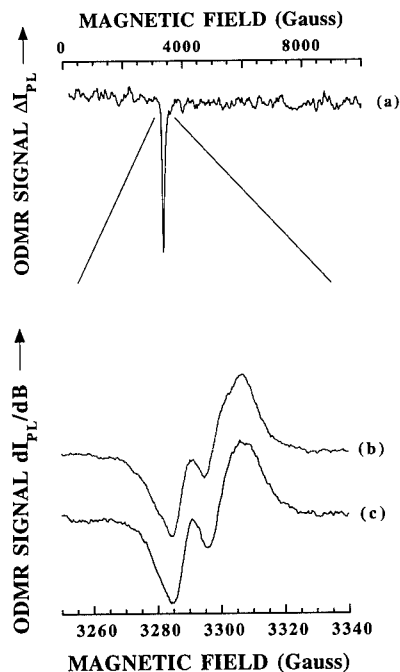 MAGNETIC FIELD (Gauss)
0 4000 8000
ODMR SIGNAL ΔI_PL
(a)
ODMR SIGNAL dI_PL/dB
(b)
(c)
3260 3280 3300 3320 3340
MAGNETIC FIELD (Gauss)